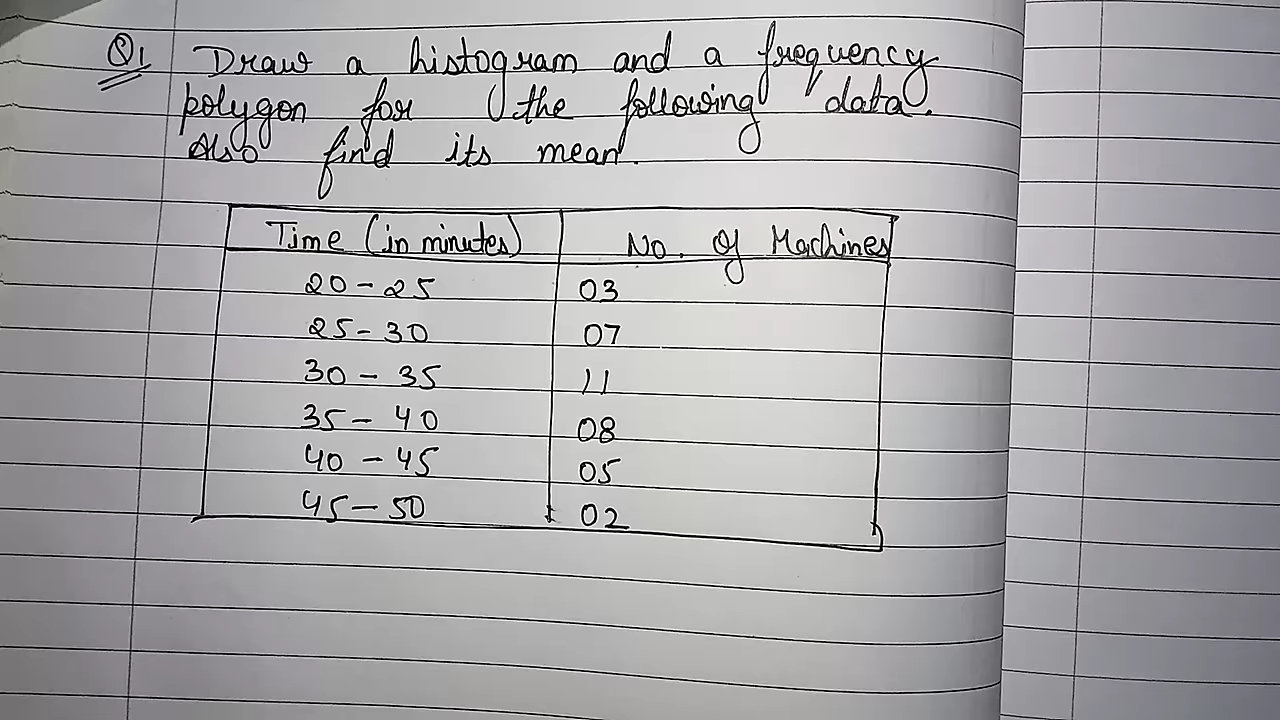 Q1 Draw a histogram and a frequency
polygon for the following data.
Also find its mean.
Time (in minutes) No. Of Machines
20 - 25 03
25 - 30 07
30 - 35 11
35 - 40 08
40 - 45 05
45 - 50 02